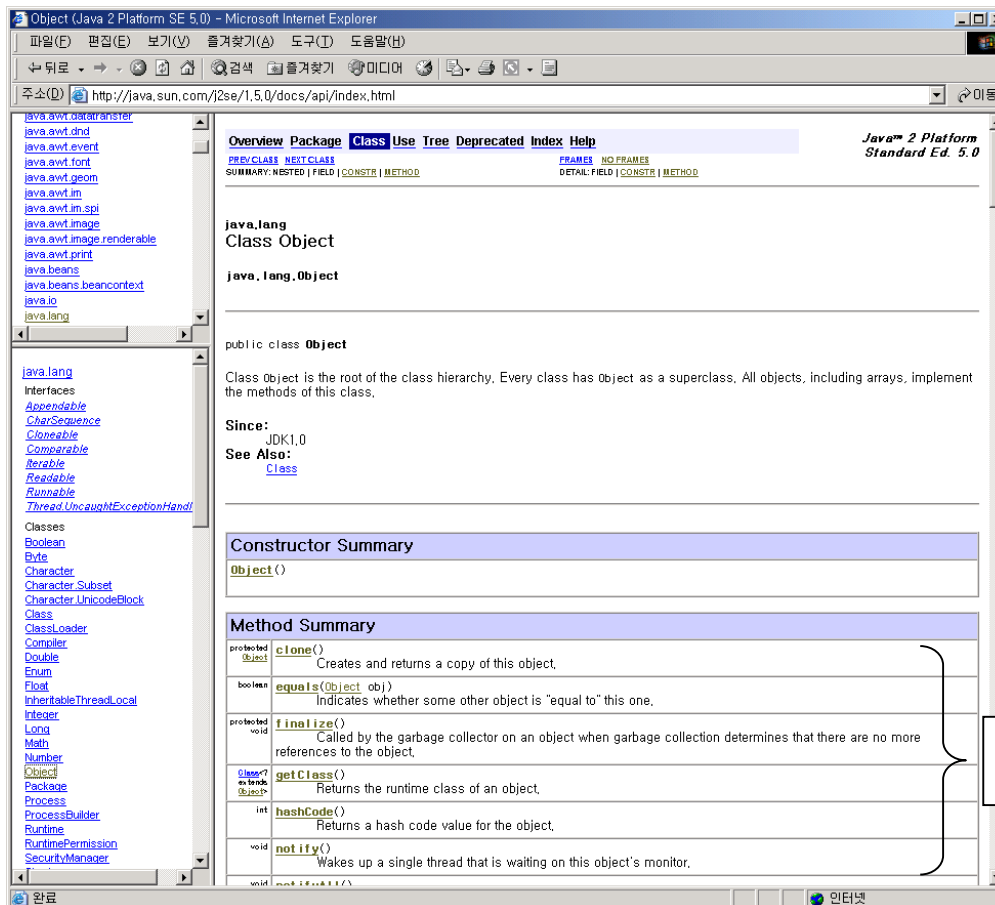 Object (Java 2 Platform SE 5.0) - Microsoft Internet Explorer
파일(F) 편집(E) 보기(V) 즐겨찾기(A) 도구(T) 도움말(H)
뒤로 검색 즐겨찾기 미디어
주소(D) http://java.sun.com/j2se/1.5.0/docs/api/index.html 이동
java.awt.datatransfer
java.awt.dnd
java.awt.event
java.awt.font
java.awt.geom
java.awt.im
java.awt.im.spi
java.awt.image
java.awt.image.renderable
java.awt.print
java.beans
java.beans.beancontext
java.io
java.lang
java.lang
Interfaces
Appendable
CharSequence
Cloneable
Comparable
Iterable
Readable
Runnable
Thread.UncaughtExceptionHandl
Classes
Boolean
Byte
Character
Character.Subset
Character.UnicodeBlock
Class
ClassLoader
Compiler
Double
Enum
Float
InheritableThreadLocal
Integer
Long
Math
Number
Object
Package
Process
ProcessBuilder
Runtime
RuntimePermission
SecurityManager
Overview Package Class Use Tree Deprecated Index Help
Java™ 2 Platform
Standard Ed. 5.0
PREV CLASS NEXT CLASS
FRAMES NO FRAMES
SUMMARY: NESTED | FIELD | CONSTR | METHOD
DETAIL: FIELD | CONSTR | METHOD
java.lang
Class Object
java.lang.Object
public class Object
Class Object is the root of the class hierarchy. Every class has Object as a superclass. All objects, including arrays, implement
the methods of this class.
Since:
JDK1.0
See Also:
Class
Constructor Summary
Object()
Method Summary
protected Object clone()
Creates and returns a copy of this object.
boolean equals(Object obj)
Indicates whether some other object is "equal to" this one.
protected void finalize()
Called by the garbage collector on an object when garbage collection determines that there are no more
references to the object.
Class<? extends Object> getClass()
Returns the runtime class of an object.
int hashCode()
Returns a hash code value for the object.
void notify()
Wakes up a single thread that is waiting on this object's monitor.
void notifyAll()
완료 인터넷